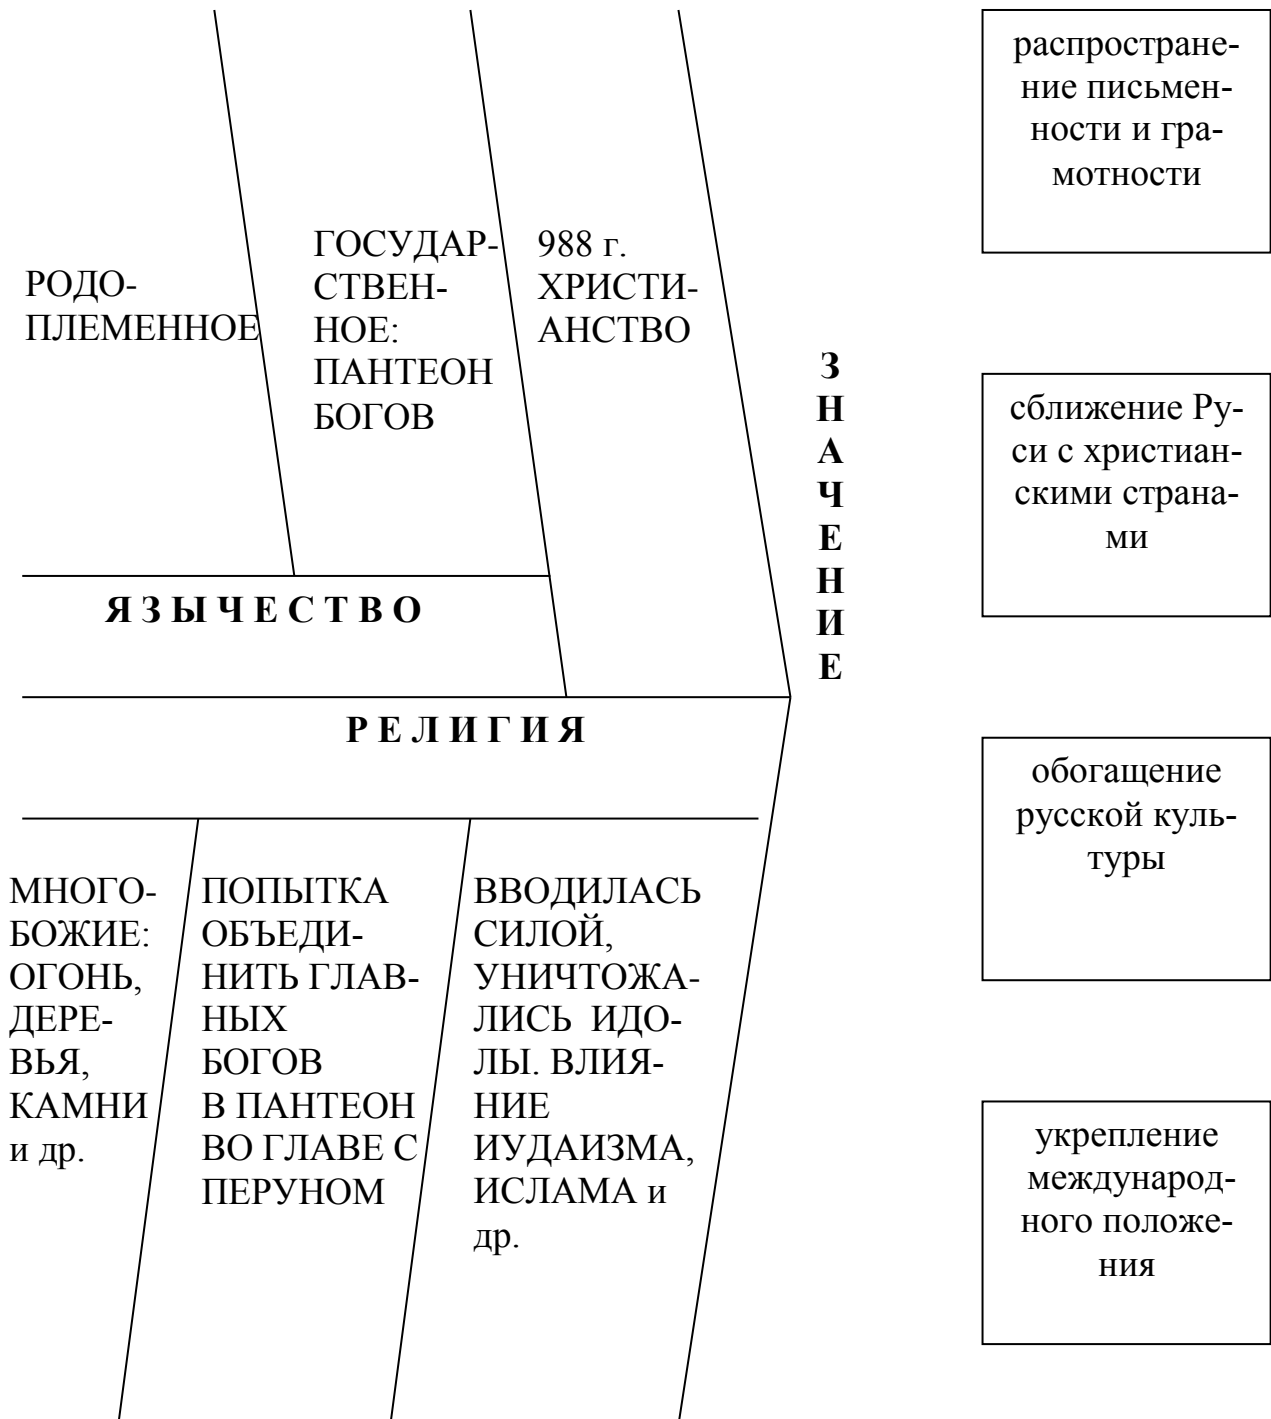 РОДО-
ПЛЕМЕННОЕ
ГОСУДАР-
СТВЕН-
НОЕ:
ПАНТЕОН
БОГОВ
988 г.
ХРИСТИ-
АНСТВО
Я З Ы Ч Е С Т В О
Р Е Л И Г И Я
МНОГО-
БОЖИЕ:
ОГОНЬ,
ДЕРЕ-
ВЬЯ,
КАМНИ
и др.
ПОПЫТКА
ОБЪЕДИ-
НИТЬ ГЛАВ-
НЫХ
БОГОВ
В ПАНТЕОН
ВО ГЛАВЕ С
ПЕРУНОМ
ВВОДИЛАСЬ
СИЛОЙ,
УНИЧТОЖА-
ЛИСЬ ИДО-
ЛЫ. ВЛИЯ-
НИЕ
ИУДАИЗМА,
ИСЛАМА и
др.
З
Н
А
Ч
Е
Н
И
Е
распростране-
ние письмен-
ности и гра-
мотности
сближение Ру-
си с христиан-
скими страна-
ми
обогащение
русской куль-
туры
укрепление
международ-
ного положе-
ния